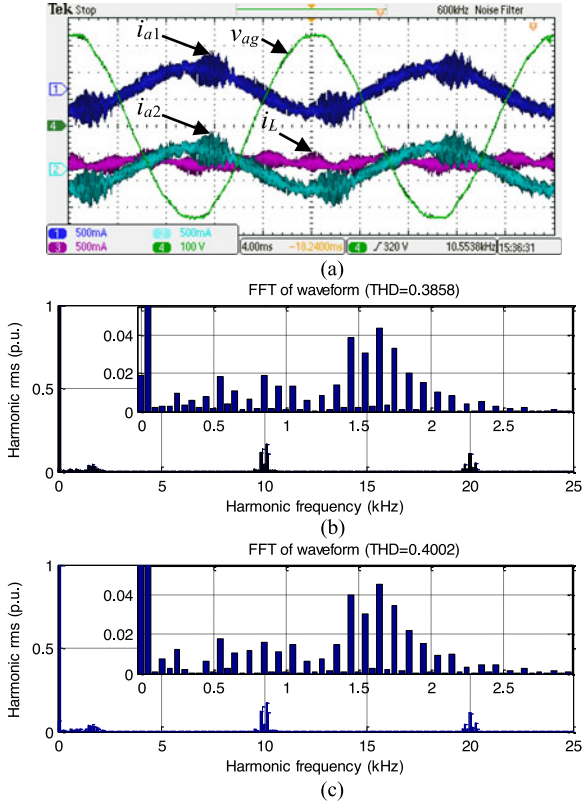 Tek Stop 600kHz Noise Filter
ia1 vag
1
4
ia2 iL
2
1 500mA 2 500mA
3 500mA 4 100 V 4.00ms -18.2400ms 4 320 V 10.5538kHz 15:36:31
(a)
FFT of waveform (THD=0.3858)
Harmonic rms (p.u.)
1
0.5
0
0.04
0.02
0
0 0.5 1 1.5 2 2.5
0 5 10 15 20 25
Harmonic frequency (kHz)
(b)
FFT of waveform (THD=0.4002)
Harmonic rms (p.u.)
1
0.5
0
0.04
0.02
0
0 0.5 1 1.5 2 2.5
0 5 10 15 20 25
Harmonic frequency (kHz)
(c)